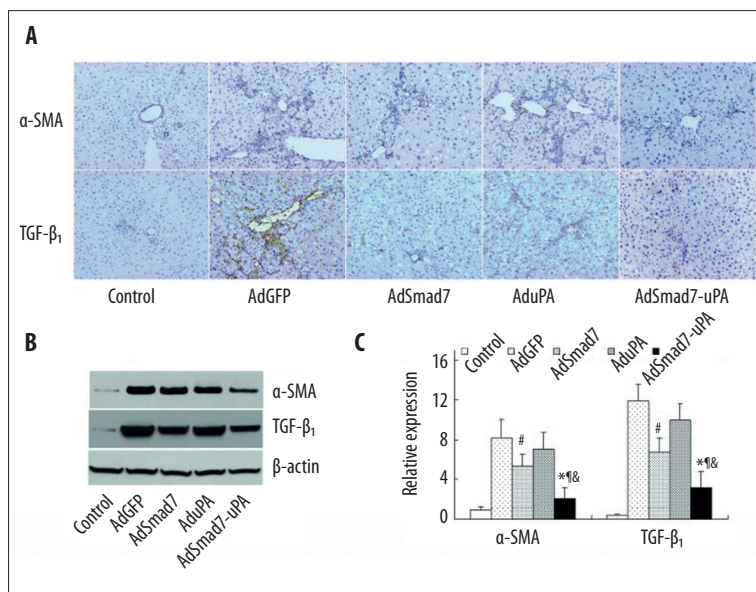 A
α-SMA
TGF-β₁
Control AdGFP AdSmad7 AduPA AdSmad7-uPA
B
α-SMA
TGF-β₁
β-actin
Control AdGFP AdSmad7 AduPA AdSmad7-uPA
C
Control AdGFP AdSmad7 AduPA AdSmad7-uPA
Relative expression
16
12
8
4
0
# *¶& # *¶&
α-SMA TGF-β₁